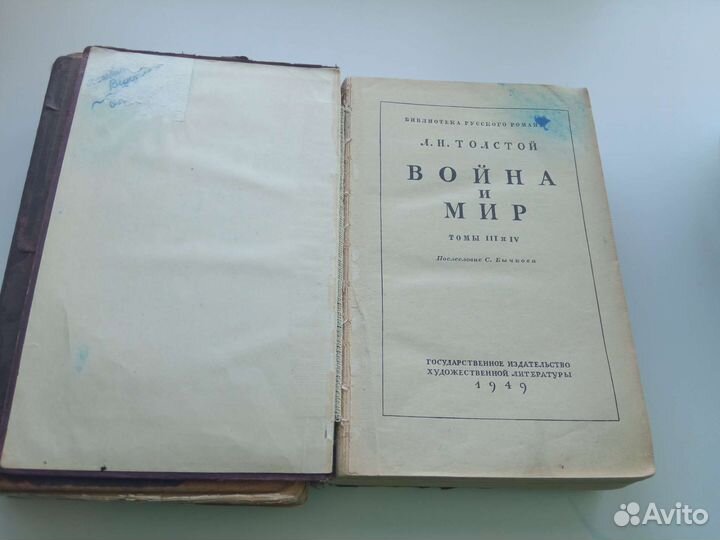 БИБЛИОТЕКА РУССКОГО РОМАНА
Л. Н. ТОЛСТОЙ
ВОЙНА
И
МИР
ТОМЫ III И IV
Послесловие С. Бычкова
ГОСУДАРСТВЕННОЕ ИЗДАТЕЛЬСТВО
ХУДОЖЕСТВЕННОЙ ЛИТЕРАТУРЫ
1949
Avito